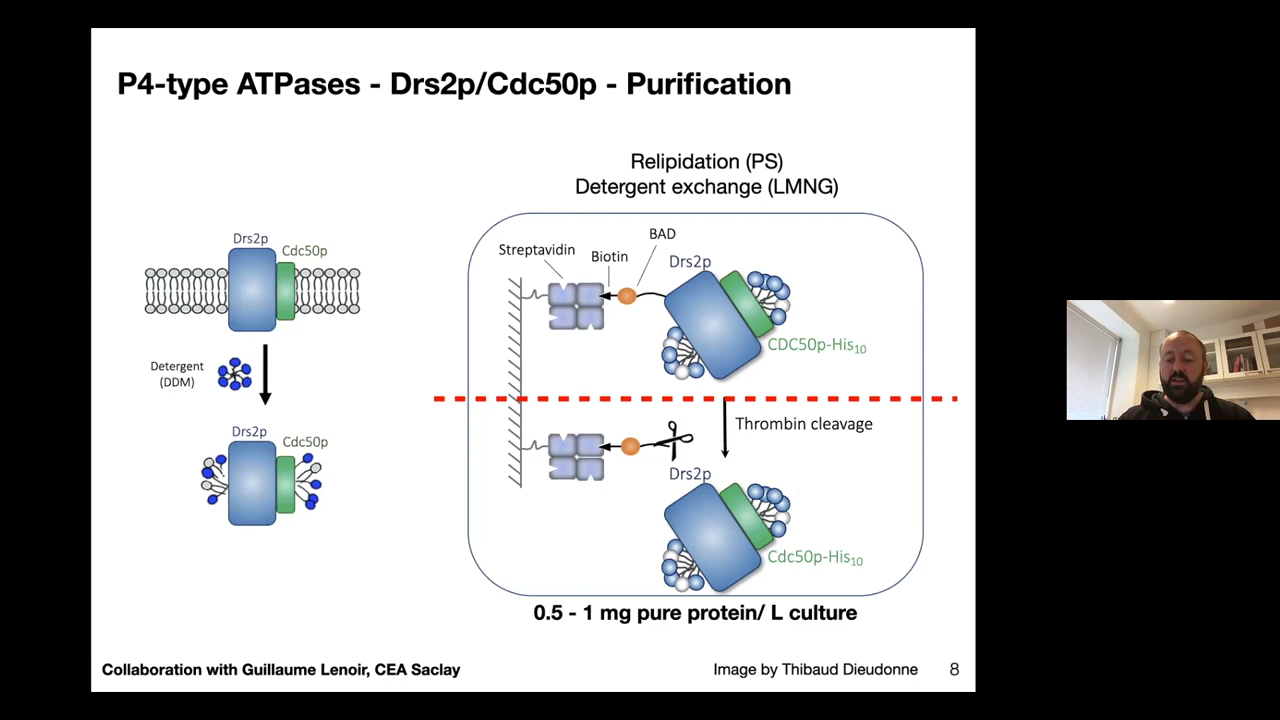 P4-type ATPases - Drs2p/Cdc50p - Purification
Relipidation (PS)
Detergent exchange (LMNG)
Drs2p
Cdc50p
Detergent
(DDM)
Drs2p
Cdc50p
Streptavidin
Biotin
BAD
Drs2p
CDC50p-His10
Thrombin cleavage
Drs2p
Cdc50p-His10
0.5 - 1 mg pure protein/ L culture
Collaboration with Guillaume Lenoir, CEA Saclay
Image by Thibaud Dieudonne
8